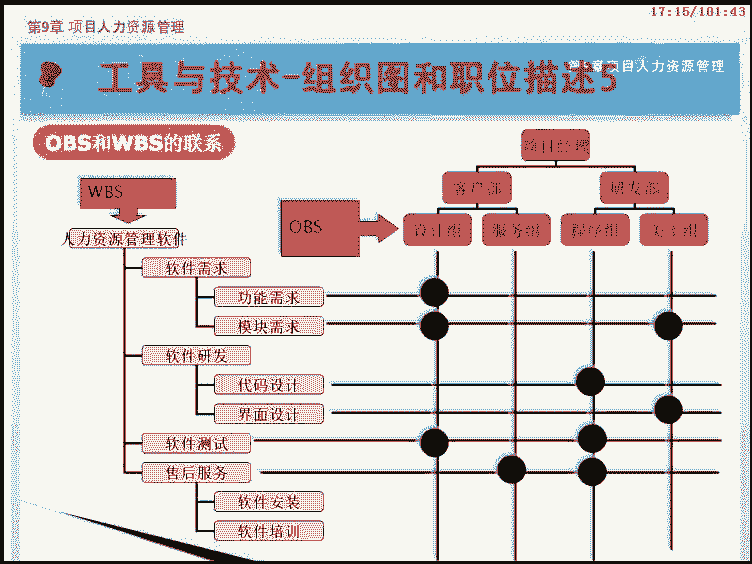 17:15/101:43
第9章 项目人力资源管理
工具与技术-组织图和职位描述5
项目人力资源管理
OBS和WBS的联系
项目经理
WBS
客户部
研发部
OBS
设计组
服务组
程序组
人力资源管理软件
软件需求
功能需求
模块需求
软件研发
代码设计
界面设计
软件测试
售后服务
软件安装
软件培训